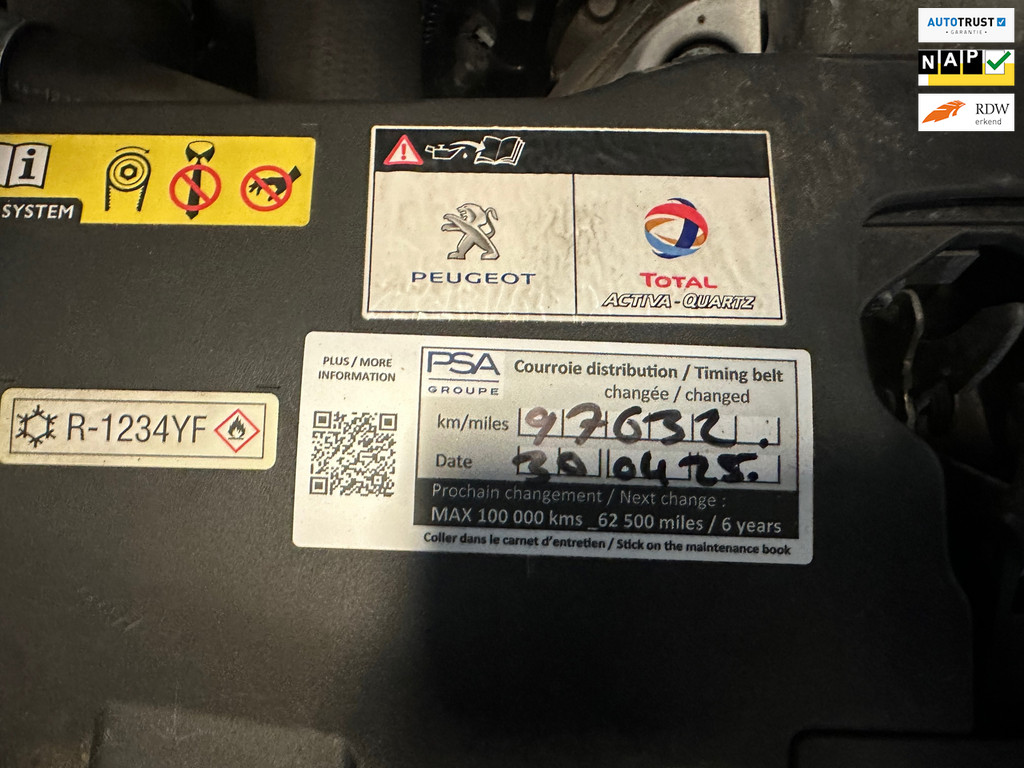 AUTOTRUST
• GARANTIE •
NAP
RDW
erkend
SYSTEM
PEUGEOT
TOTAL
ACTIVA-QUARTZ
R-1234YF
PLUS / MORE
INFORMATION
PSA
GROUPE
Courroie distribution / Timing belt
changée / changed
km/miles 97632.
Date 30 04 25.
Prochain changement / Next change :
MAX 100 000 kms _62 500 miles / 6 years
Coller dans le carnet d'entretien / Stick on the maintenance book